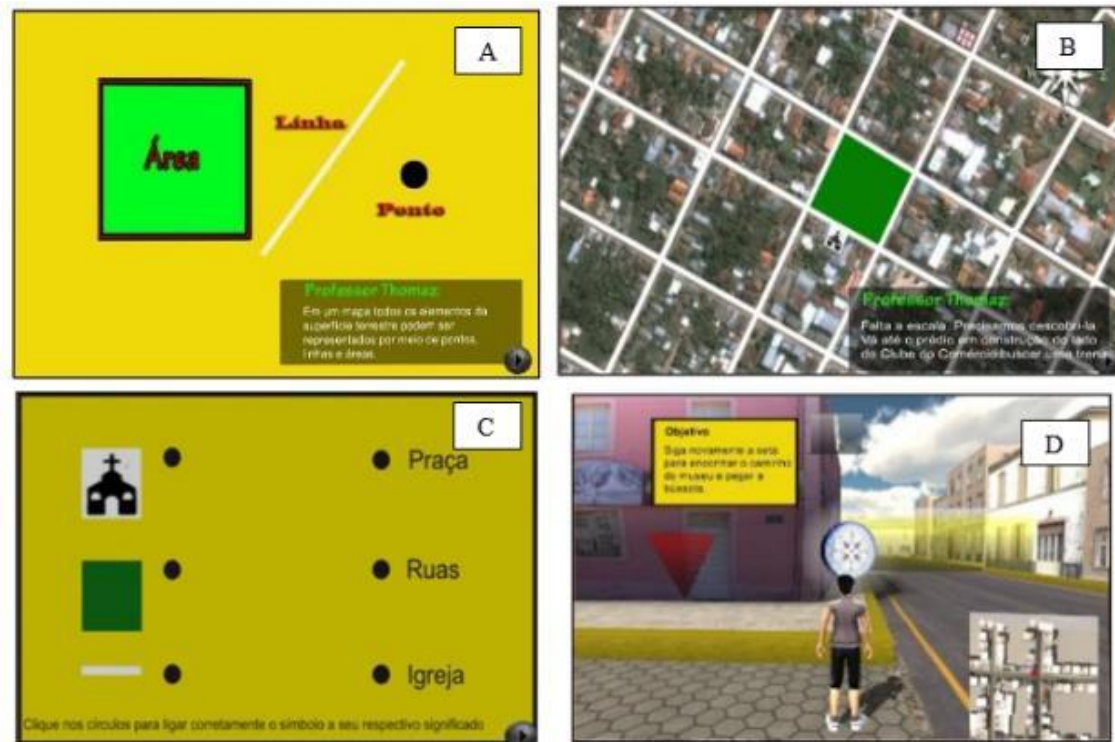 A
Área
Linha
Ponto
Professor Thomaz:
Em um mapa todos os elementos da
superfície terrestre podem ser
representados por meio de pontos,
linhas e áreas.
B
Professor Thomaz:
Falta a escala. Precisamos descobri-la
Vá até o prédio em construção do lado
do Clube do Comércio buscar uma trena
C
Praça
Ruas
Igreja
Clique nos círculos para ligar corretamente o símbolo a seu respectivo significado
D
Objetivo
Siga novamente a seta
para encontrar o caminho
do museu e pegar a
bússola.